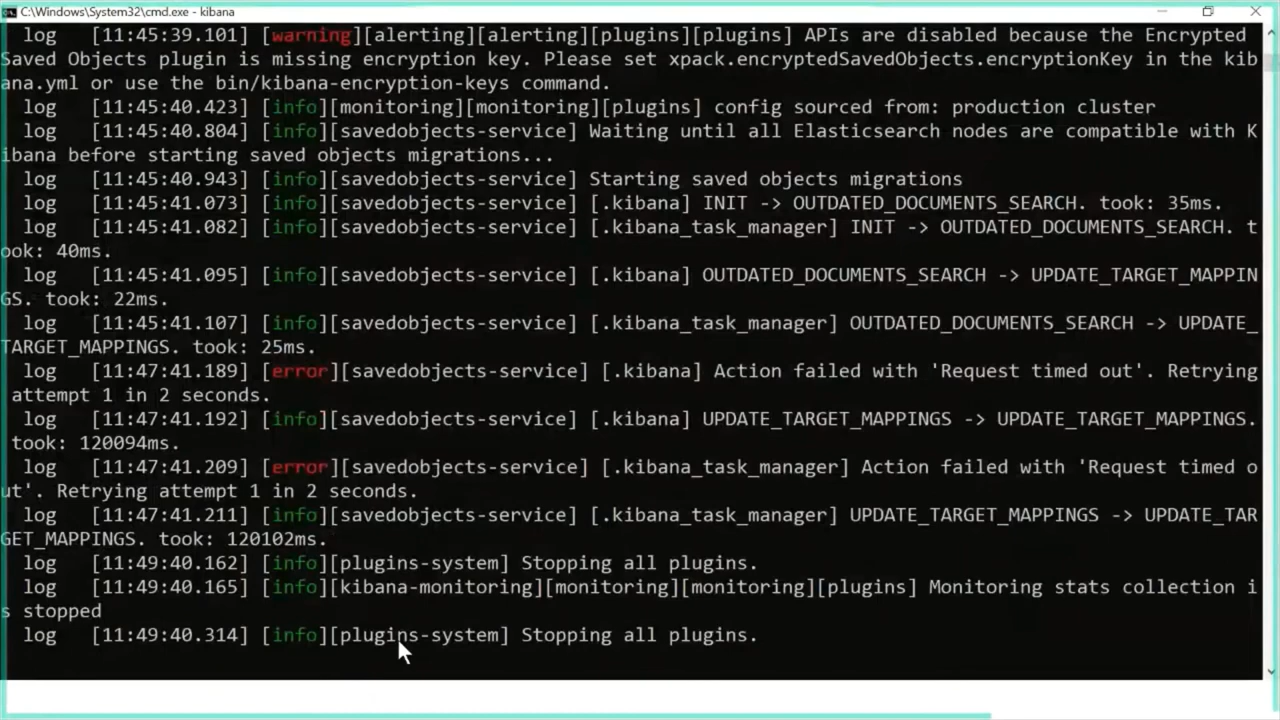 C:\Windows\System32\cmd.exe - kibana
log [11:45:39.101] [warning][alerting][alerting][plugins][plugins] APIs are disabled because the Encrypted
Saved Objects plugin is missing encryption key. Please set xpack.encryptedSavedObjects.encryptionKey in the kib
ana.yml or use the bin/kibana-encryption-keys command.
log [11:45:40.423] [info][monitoring][monitoring][plugins] config sourced from: production cluster
log [11:45:40.804] [info][savedobjects-service] Waiting until all Elasticsearch nodes are compatible with K
ibana before starting saved objects migrations...
log [11:45:40.943] [info][savedobjects-service] Starting saved objects migrations
log [11:45:41.073] [info][savedobjects-service] [.kibana] INIT -> OUTDATED_DOCUMENTS_SEARCH. took: 35ms.
log [11:45:41.082] [info][savedobjects-service] [.kibana_task_manager] INIT -> OUTDATED_DOCUMENTS_SEARCH. t
ook: 40ms.
log [11:45:41.095] [info][savedobjects-service] [.kibana] OUTDATED_DOCUMENTS_SEARCH -> UPDATE_TARGET_MAPPIN
GS. took: 22ms.
log [11:45:41.107] [info][savedobjects-service] [.kibana_task_manager] OUTDATED_DOCUMENTS_SEARCH -> UPDATE_
TARGET_MAPPINGS. took: 25ms.
log [11:47:41.189] [error][savedobjects-service] [.kibana] Action failed with 'Request timed out'. Retrying
attempt 1 in 2 seconds.
log [11:47:41.192] [info][savedobjects-service] [.kibana] UPDATE_TARGET_MAPPINGS -> UPDATE_TARGET_MAPPINGS.
took: 120094ms.
log [11:47:41.209] [error][savedobjects-service] [.kibana_task_manager] Action failed with 'Request timed o
ut'. Retrying attempt 1 in 2 seconds.
log [11:47:41.211] [info][savedobjects-service] [.kibana_task_manager] UPDATE_TARGET_MAPPINGS -> UPDATE_TAR
GET_MAPPINGS. took: 120102ms.
log [11:49:40.162] [info][plugins-system] Stopping all plugins.
log [11:49:40.165] [info][kibana-monitoring][monitoring][monitoring][plugins] Monitoring stats collection i
s stopped
log [11:49:40.314] [info][plugins-system] Stopping all plugins.